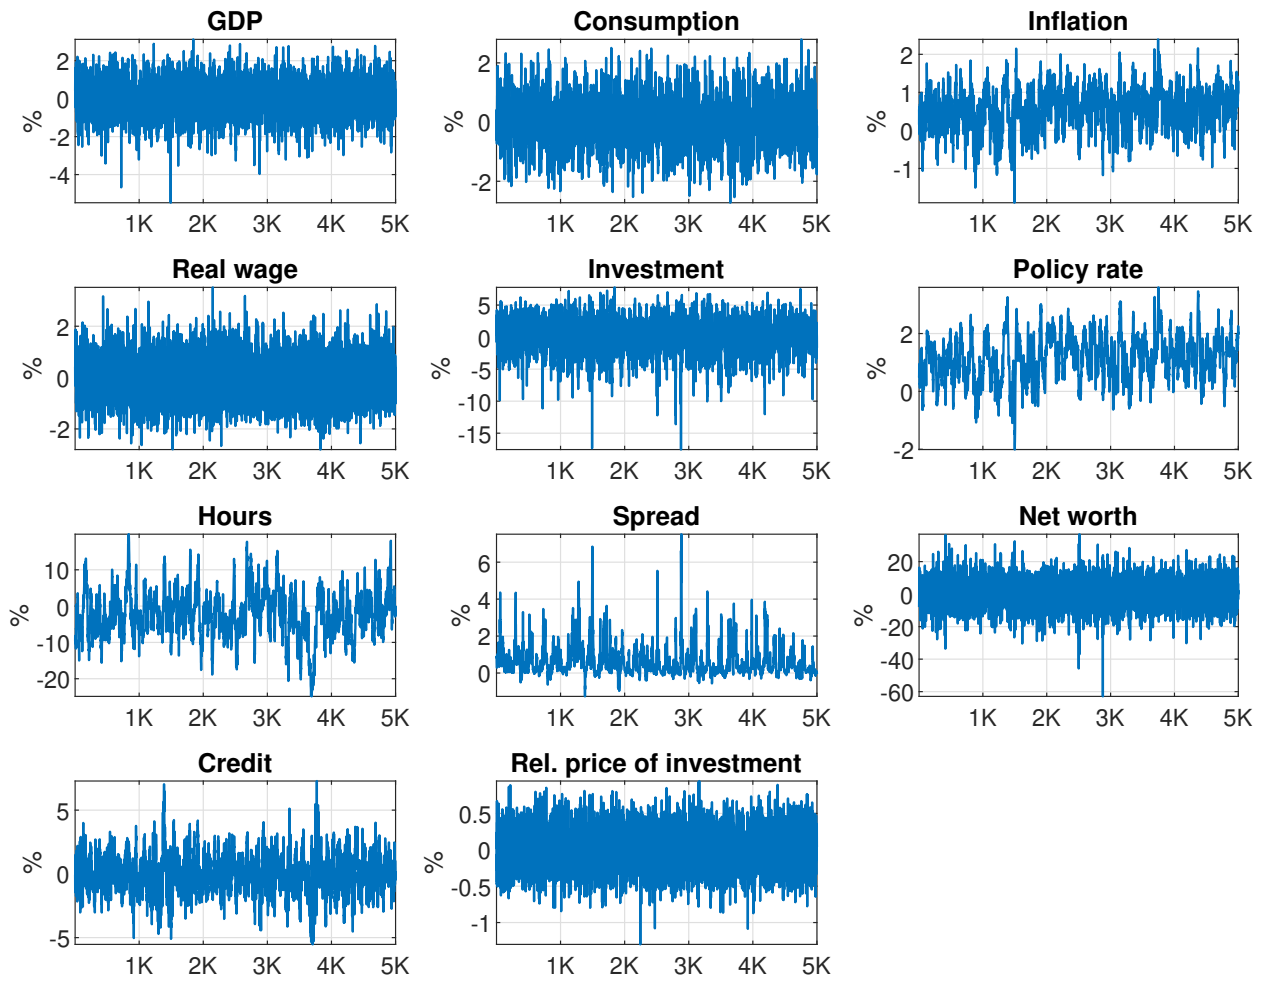 GDP
%
2
0
-2
-4
1K 2K 3K 4K 5K
Consumption
%
2
0
-2
1K 2K 3K 4K 5K
Inflation
%
2
1
0
-1
1K 2K 3K 4K 5K
Real wage
%
2
0
-2
1K 2K 3K 4K 5K
Investment
%
5
0
-5
-10
-15
1K 2K 3K 4K 5K
Policy rate
%
2
0
-2
1K 2K 3K 4K 5K
Hours
%
10
0
-10
-20
1K 2K 3K 4K 5K
Spread
%
6
4
2
0
1K 2K 3K 4K 5K
Net worth
%
20
0
-20
-40
-60
1K 2K 3K 4K 5K
Credit
%
5
0
-5
1K 2K 3K 4K 5K
Rel. price of investment
%
0.5
0
-0.5
-1
1K 2K 3K 4K 5K